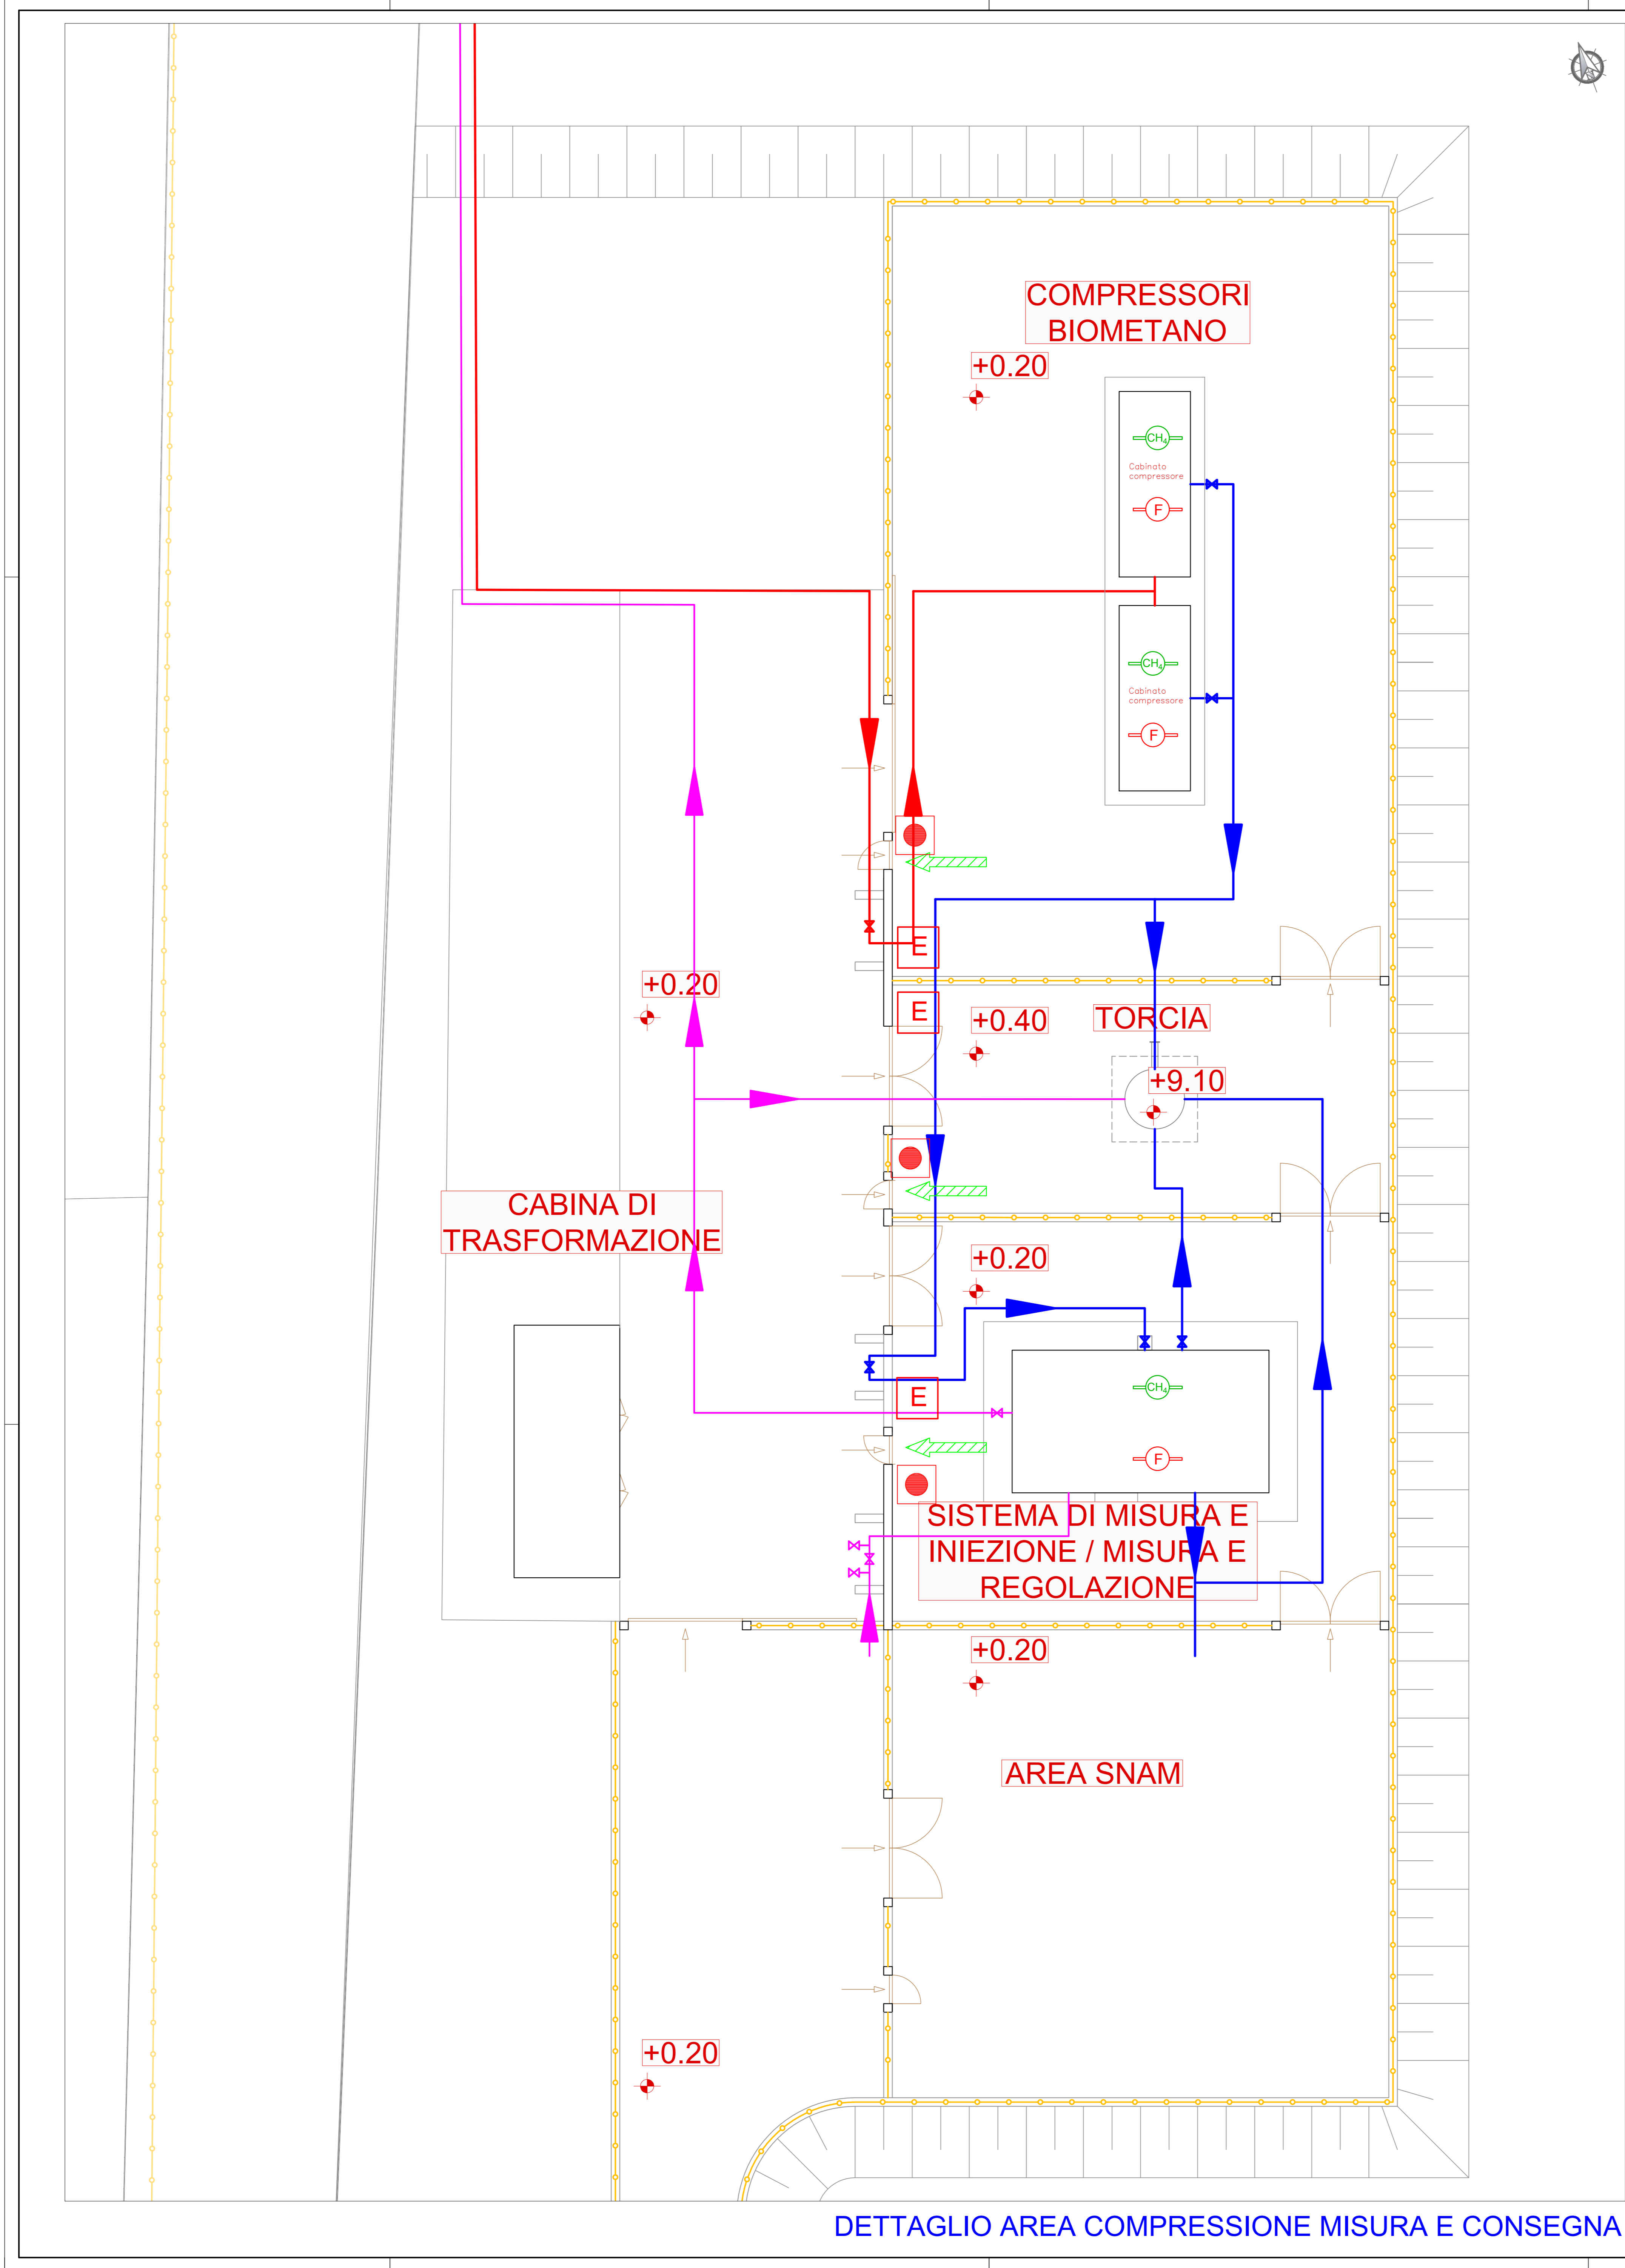 COMPRESSORI
BIOMETANO
+0.20
CH4
Cabinato
compressore
F
CH4
Cabinato
compressore
F
E
+0.20
E
+0.40
TORCIA
+9.10
CABINA DI
TRASFORMAZIONE
+0.20
CH4
E
F
SISTEMA DI MISURA E
INIEZIONE / MISURA E
REGOLAZIONE
+0.20
AREA SNAM
+0.20
DETTAGLIO AREA COMPRESSIONE MISURA E CONSEGNA